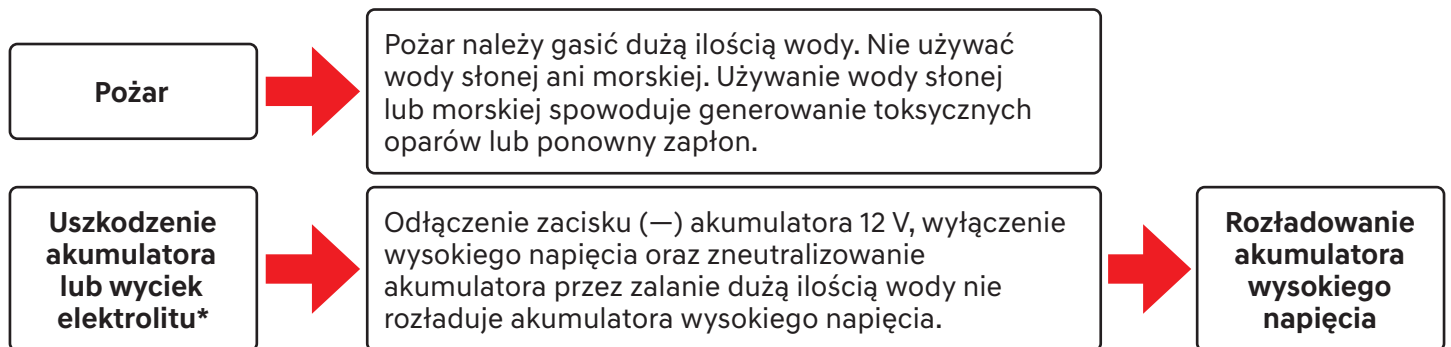 Pożar
Pożar należy gasić dużą ilością wody. Nie używać
wody słonej ani morskiej. Używanie wody słonej
lub morskiej spowoduje generowanie toksycznych
oparów lub ponowny zapłon.
Uszkodzenie
akumulatora
lub wyciek
elektrolitu*
Odłączenie zacisku (—) akumulatora 12 V, wyłączenie
wysokiego napięcia oraz zneutralizowanie
akumulatora przez zalanie dużą ilością wody nie
rozładuje akumulatora wysokiego napięcia.
Rozładowanie
akumulatora
wysokiego
napięcia